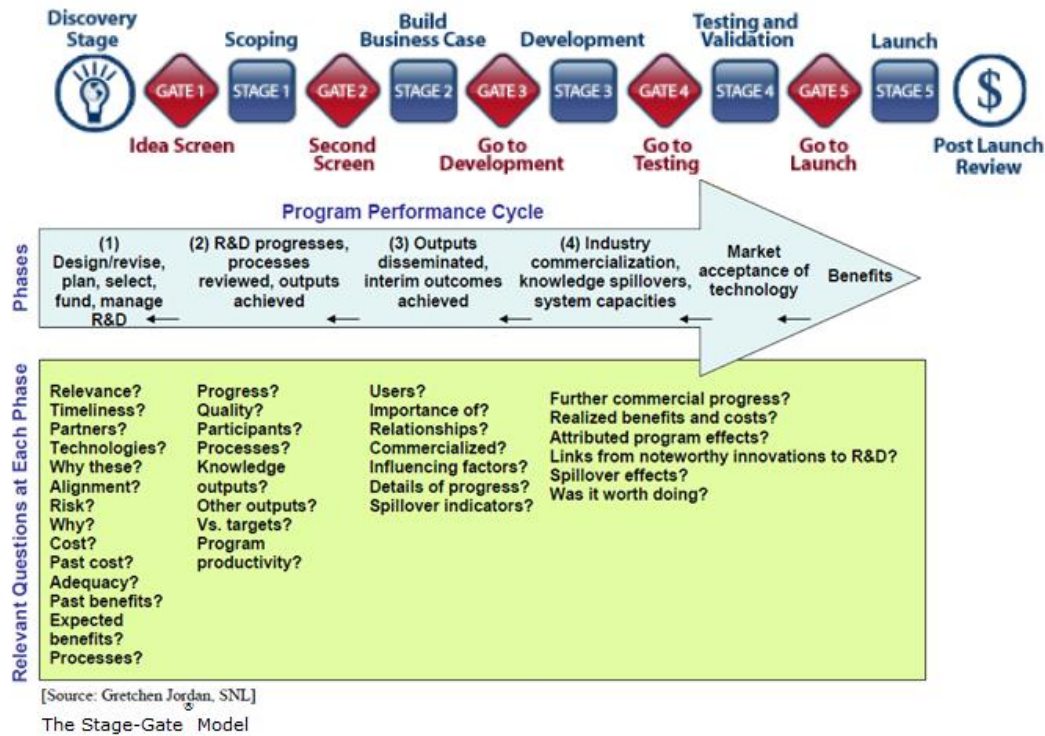 Discovery
Stage
Scoping
Build
Business Case
Development
Testing and
Validation
Launch
GATE 1
STAGE 1
GATE 2
STAGE 2
GATE 3
STAGE 3
GATE 4
STAGE 4
GATE 5
STAGE 5
$
Idea Screen
Second
Screen
Go to
Development
Go to
Testing
Go to
Launch
Post Launch
Review
Program Performance Cycle
Phases
(1)
Design/revise,
plan, select,
fund, manage
R&D
(2) R&D progresses,
processes
reviewed, outputs
achieved
(3) Outputs
disseminated,
interim outcomes
achieved
(4) Industry
commercialization,
knowledge spillovers,
system capacities
Market
acceptance of
technology
Benefits
Relevant Questions at Each Phase
Relevance?
Timeliness?
Partners?
Technologies?
Why these?
Alignment?
Risk?
Why?
Cost?
Past cost?
Adequacy?
Past benefits?
Expected
benefits?
Processes?
Progress?
Quality?
Participants?
Processes?
Knowledge
outputs?
Other outputs?
Vs. targets?
Program
productivity?
Users?
Importance of?
Relationships?
Commercialized?
Influencing factors?
Details of progress?
Spillover indicators?
Further commercial progress?
Realized benefits and costs?
Attributed program effects?
Links from noteworthy innovations to R&D?
Spillover effects?
Was it worth doing?
[Source: Gretchen Jordan, SNL]
The Stage-Gate® Model